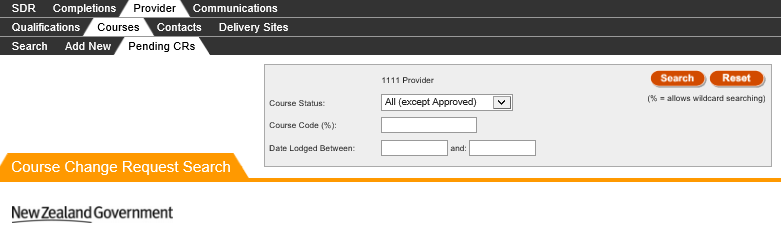 SDR Completions Provider Communications
Qualifications Courses Contacts Delivery Sites
Search Add New Pending CRs
1111 Provider
Search Reset
Course Status: All (except Approved)
(% = allows wildcard searching)
Course Code (%):
Date Lodged Between: and:
Course Change Request Search
New Zealand Government